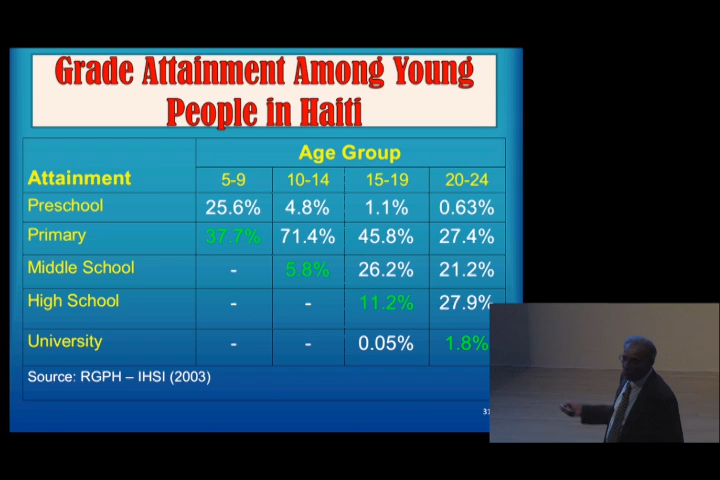 Grade Attainment Among Young
People in Haiti
Age Group
Attainment 5-9 10-14 15-19 20-24
Preschool 25.6% 4.8% 1.1% 0.63%
Primary 37.7% 71.4% 45.8% 27.4%
Middle School - 5.8% 26.2% 21.2%
High School - - 11.2% 27.9%
University - - 0.05% 1.8%
Source: RGPH – IHSI (2003)